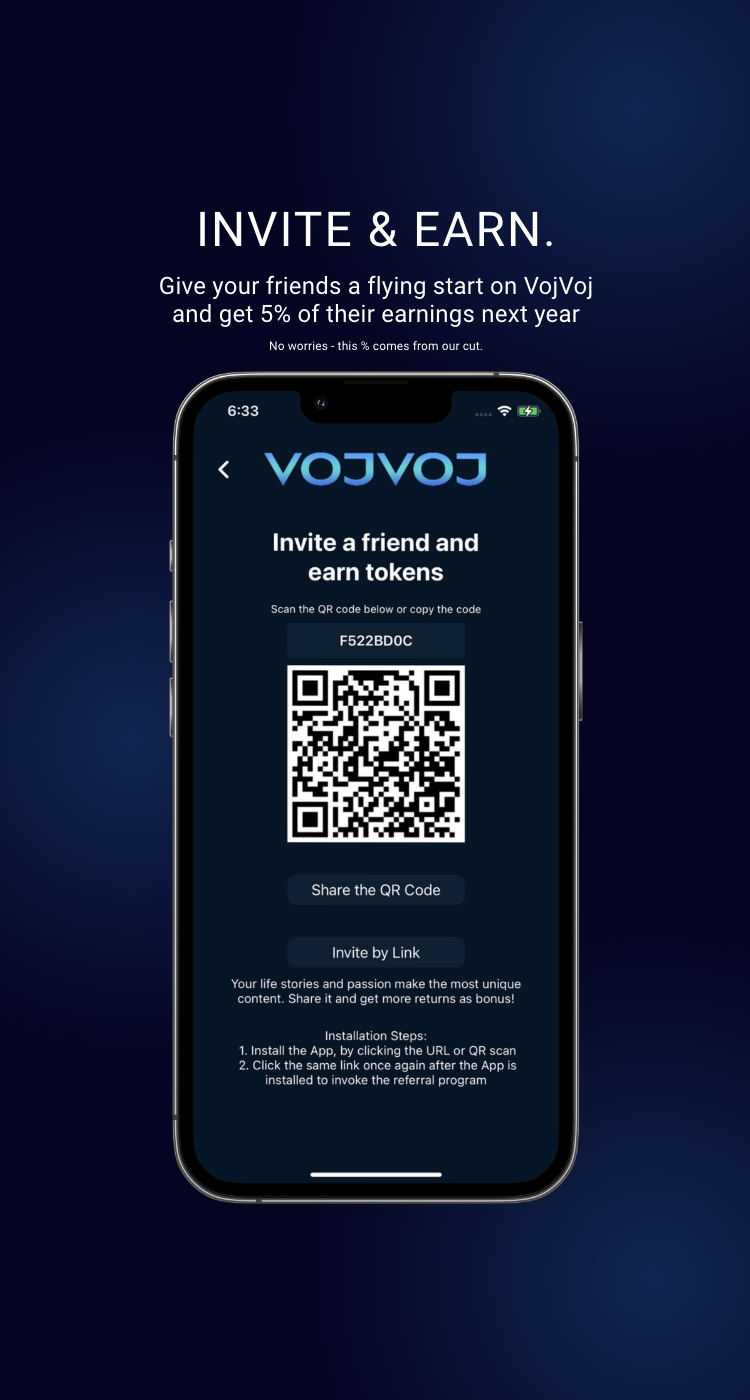 INVITE & EARN.
Give your friends a flying start on VojVoj
and get 5% of their earnings next year
No worries - this % comes from our cut.
6:33
VOJVOJ
Invite a friend and
earn tokens
Scan the QR code below or copy the code
F522BD0C
Share the QR Code
Invite by Link
Your life stories and passion make the most unique
content. Share it and get more returns as bonus!
Installation Steps:
1. Install the App, by clicking the URL or QR scan
2. Click the same link once again after the App is
installed to invoke the referral program